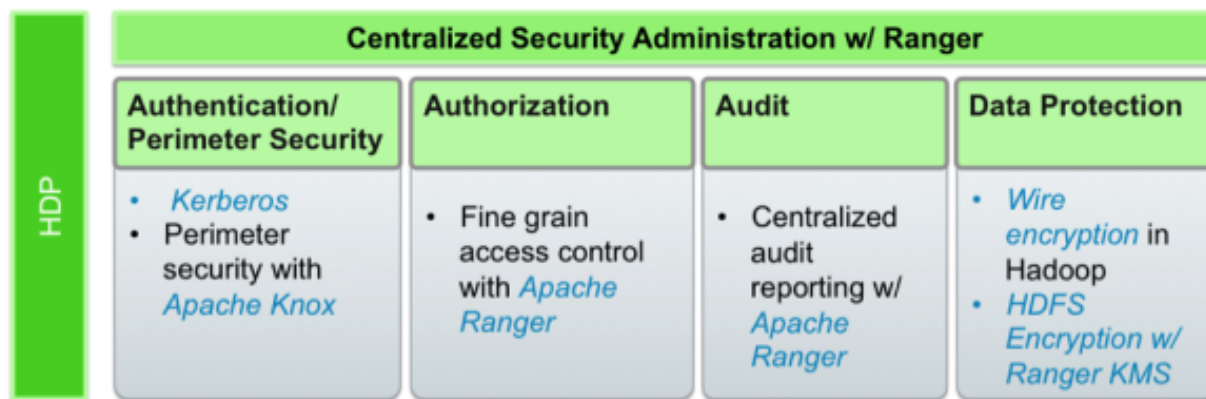 HDP
Centralized Security Administration w/ Ranger
Authentication/
Perimeter Security
• Kerberos
• Perimeter
security with
Apache Knox
Authorization
• Fine grain
access control
with Apache
Ranger
Audit
• Centralized
audit
reporting w/
Apache
Ranger
Data Protection
• Wire
encryption in
Hadoop
• HDFS
Encryption w/
Ranger KMS